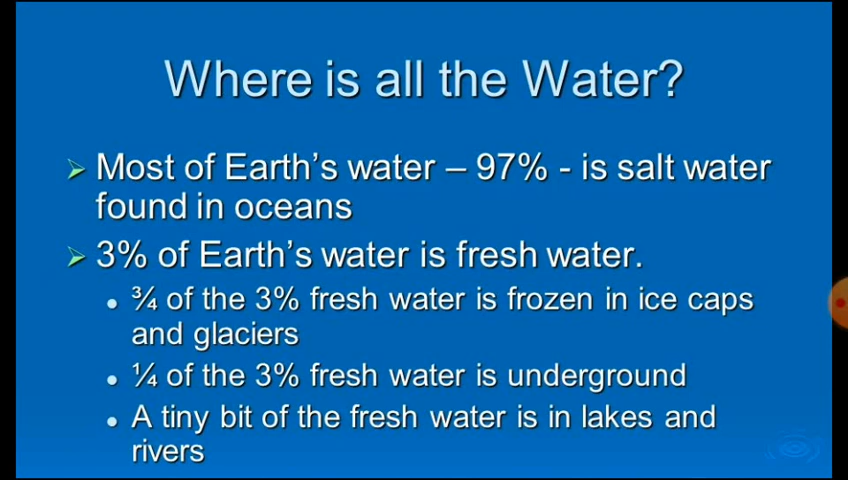 Where is all the Water?
Most of Earth's water – 97% - is salt water
found in oceans
3% of Earth's water is fresh water.
¾ of the 3% fresh water is frozen in ice caps
and glaciers
¼ of the 3% fresh water is underground
A tiny bit of the fresh water is in lakes and
rivers